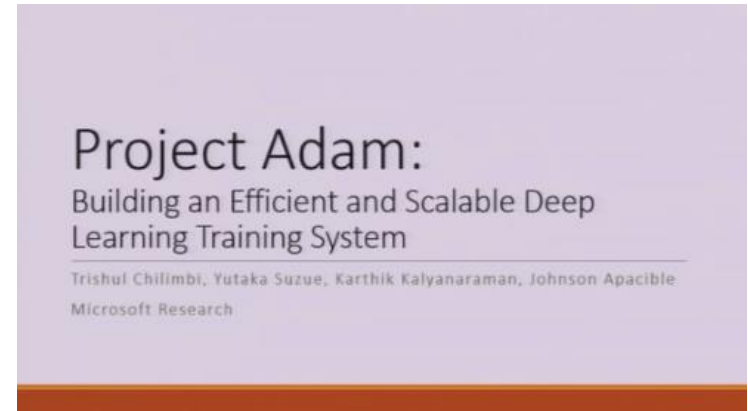 Project Adam:
Building an Efficient and Scalable Deep
Learning Training System
Trishul Chilimbi, Yutaka Suzue, Karthik Kalyanaraman, Johnson Apacible
Microsoft Research